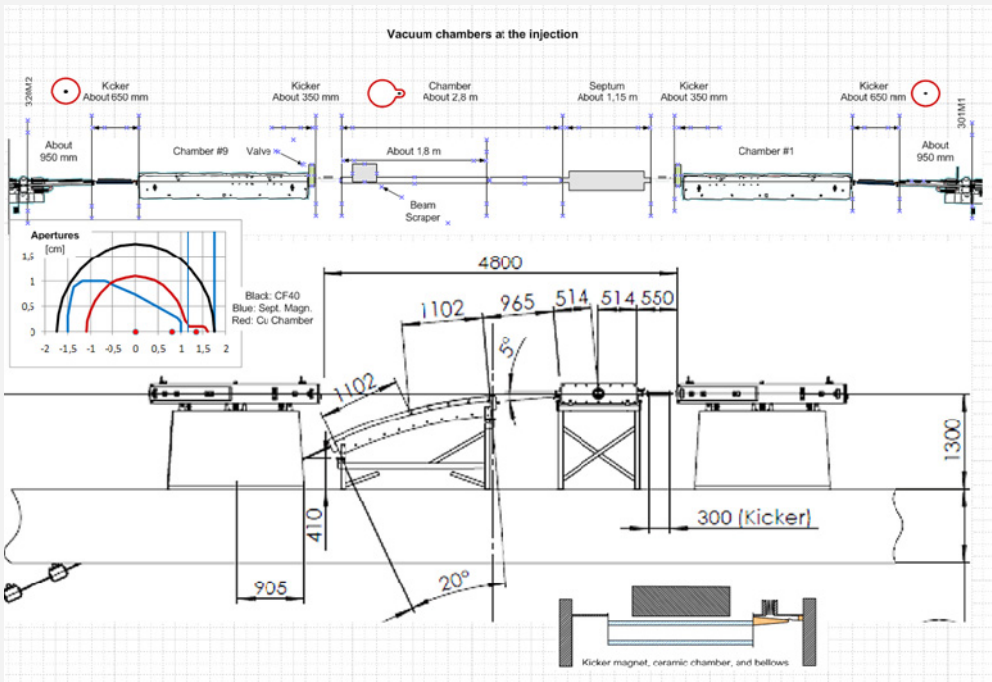 Vacuum chambers at the injection
328M2
Kicker
About 650 mm
Kicker
About 350 mm
Chamber
About 2,8 m
Septum
About 1,15 m
Kicker
About 350 mm
Kicker
About 650 mm
301M1
About
950 mm
Chamber #9
Valve
About 1,8 m
Chamber #1
About
950 mm
Beam
Scraper
Apertures
[cm]
1,5
1
0,5
0
-2 -1,5 -1 -0,5 0 0,5 1 1,5 2
Black: CF40
Blue: Sept. Magn.
Red: Cu Chamber
4800
1102
965
514
514
550
5°
1102
1300
410
300 (Kicker)
905
20°
Kicker magnet, ceramic chamber, and bellows